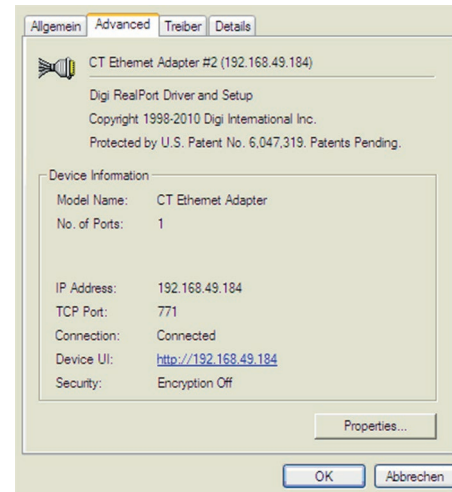 Allgemein Advanced Treiber Details
CT Ethernet Adapter #2 (192.168.49.184)
Digi RealPort Driver and Setup
Copyright 1998-2010 Digi International Inc.
Protected by U.S. Patent No. 6,047,319. Patents Pending.
Device Information
Model Name: CT Ethernet Adapter
No. of Ports: 1
IP Address: 192.168.49.184
TCP Port: 771
Connection: Connected
Device UI: http://192.168.49.184
Security: Encryption Off
Properties...
OK Abbrechen